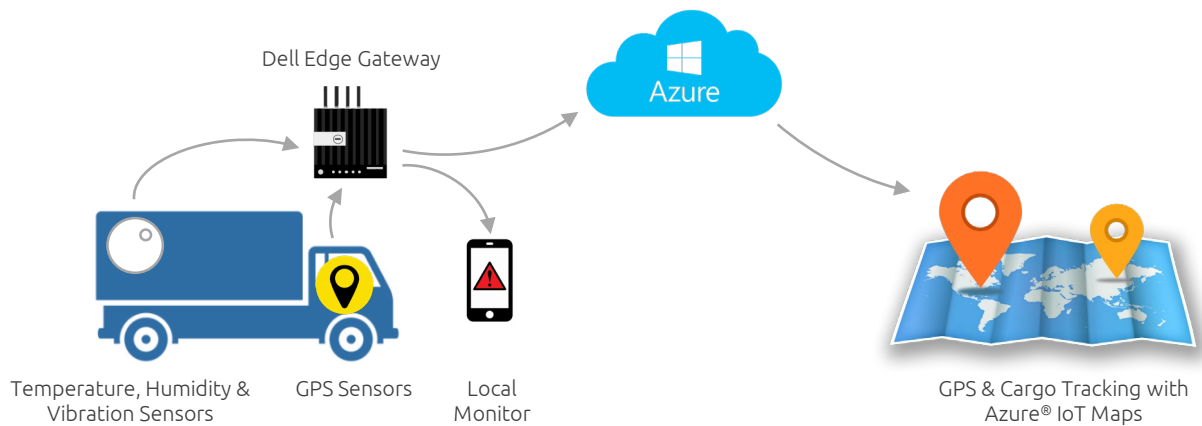 Dell Edge Gateway
Azure
Temperature, Humidity &
Vibration Sensors
GPS Sensors
Local
Monitor
GPS & Cargo Tracking with
Azure® IoT Maps